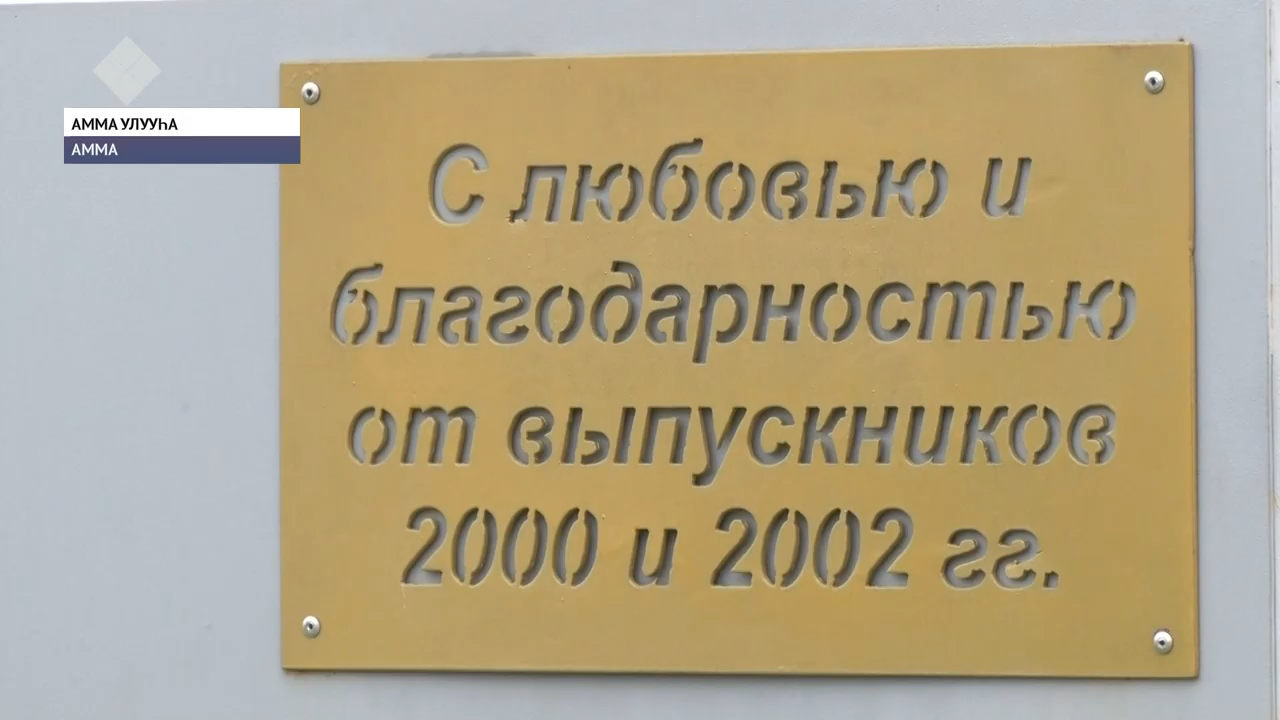 АММА УЛУУҺА
АММА
С любовью и
благодарностью
от выпускников
2000 и 2002 гг.